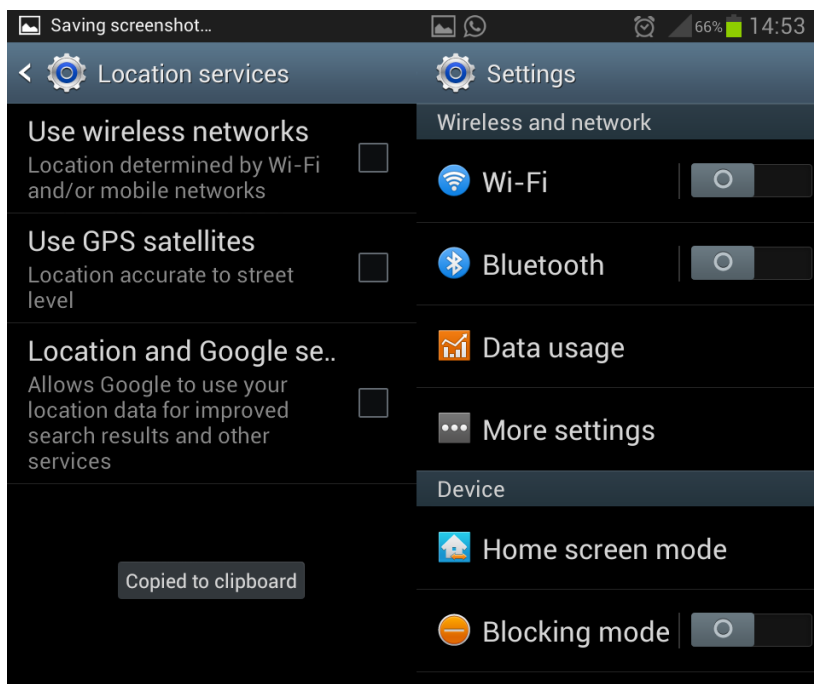 Saving screenshot...
Location services
Use wireless networks
Location determined by Wi-Fi
and/or mobile networks
Use GPS satellites
Location accurate to street
level
Location and Google se..
Allows Google to use your
location data for improved
search results and other
services
Copied to clipboard
66% 14:53
Settings
Wireless and network
Wi-Fi
Bluetooth
Data usage
More settings
Device
Home screen mode
Blocking mode